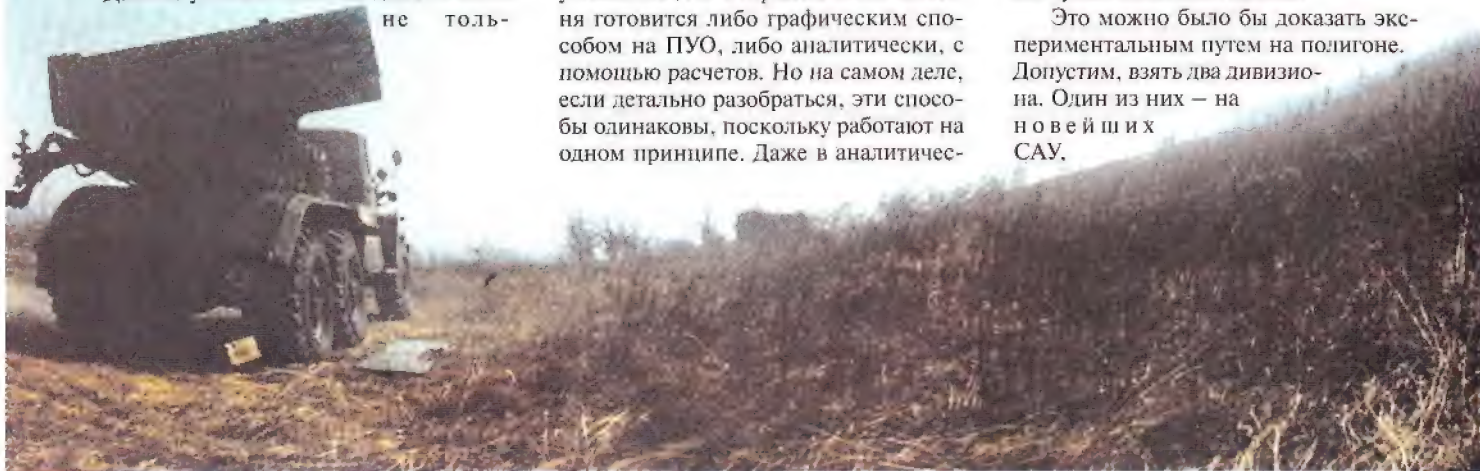 не толь-
ня готовится либо графическим спо-
собом на ПУО, либо аналитически, с
помощью расчетов. Но на самом деле,
если детально разобраться, эти спосо-
бы одинаковы, поскольку работают на
одном принципе. Даже в аналитичес-
Это можно было бы доказать экс-
периментальным путем на полигоне.
Допустим, взять два дивизио-
на. Один из них – на
новейших
САУ,